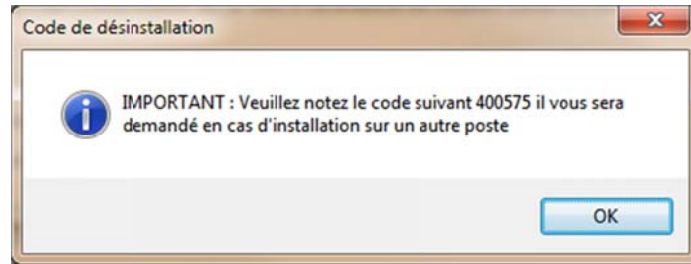 Code de désinstallation
IMPORTANT : Veuillez notez le code suivant 400575 il vous sera
demandé en cas d'installation sur un autre poste
OK